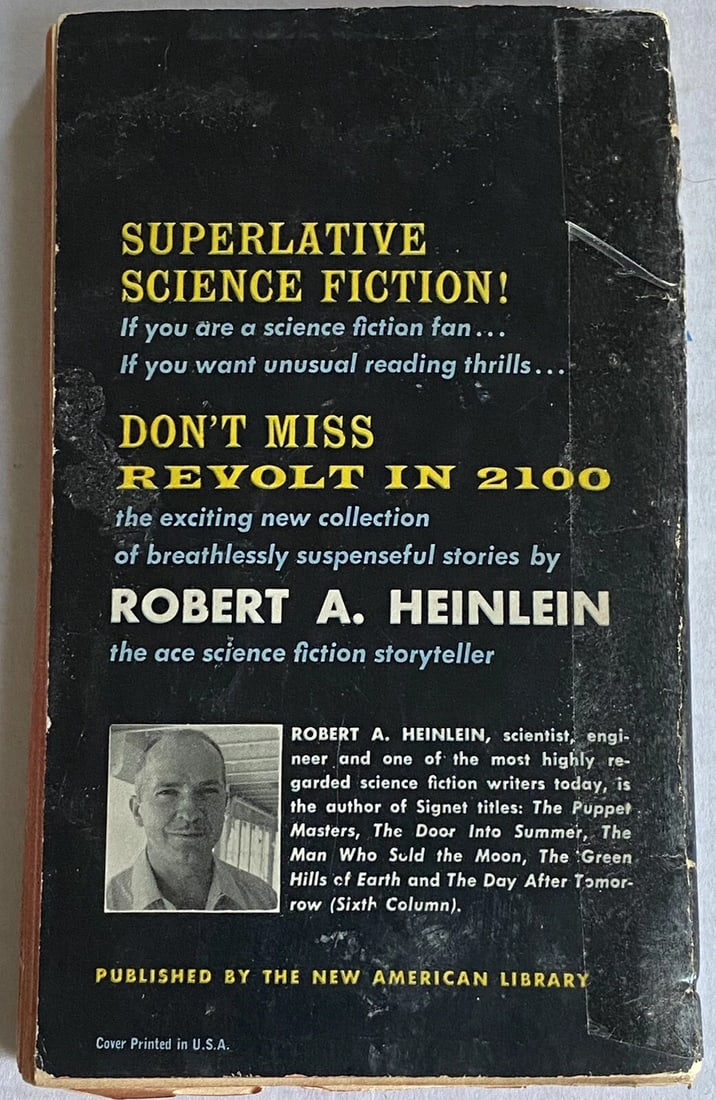 SUPERLATIVE
SCIENCE FICTION!
If you are a science fiction fan...
If you want unusual reading thrills...
DON'T MISS
REVOLT IN 2100
the exciting new collection
of breathlessly suspenseful stories by
ROBERT A. HEINLEIN
the ace science fiction storyteller
ROBERT A. HEINLEIN, scientist, engi-
neer and one of the most highly re-
garded science fiction writers today, is
the author of Signet titles: The Puppet
Masters, The Door Into Summer, The
Man Who Sold the Moon, The Green
Hills of Earth and The Day After Tomor-
row (Sixth Column).
PUBLISHED BY THE NEW AMERICAN LIBRARY
Cover Printed in U.S.A.